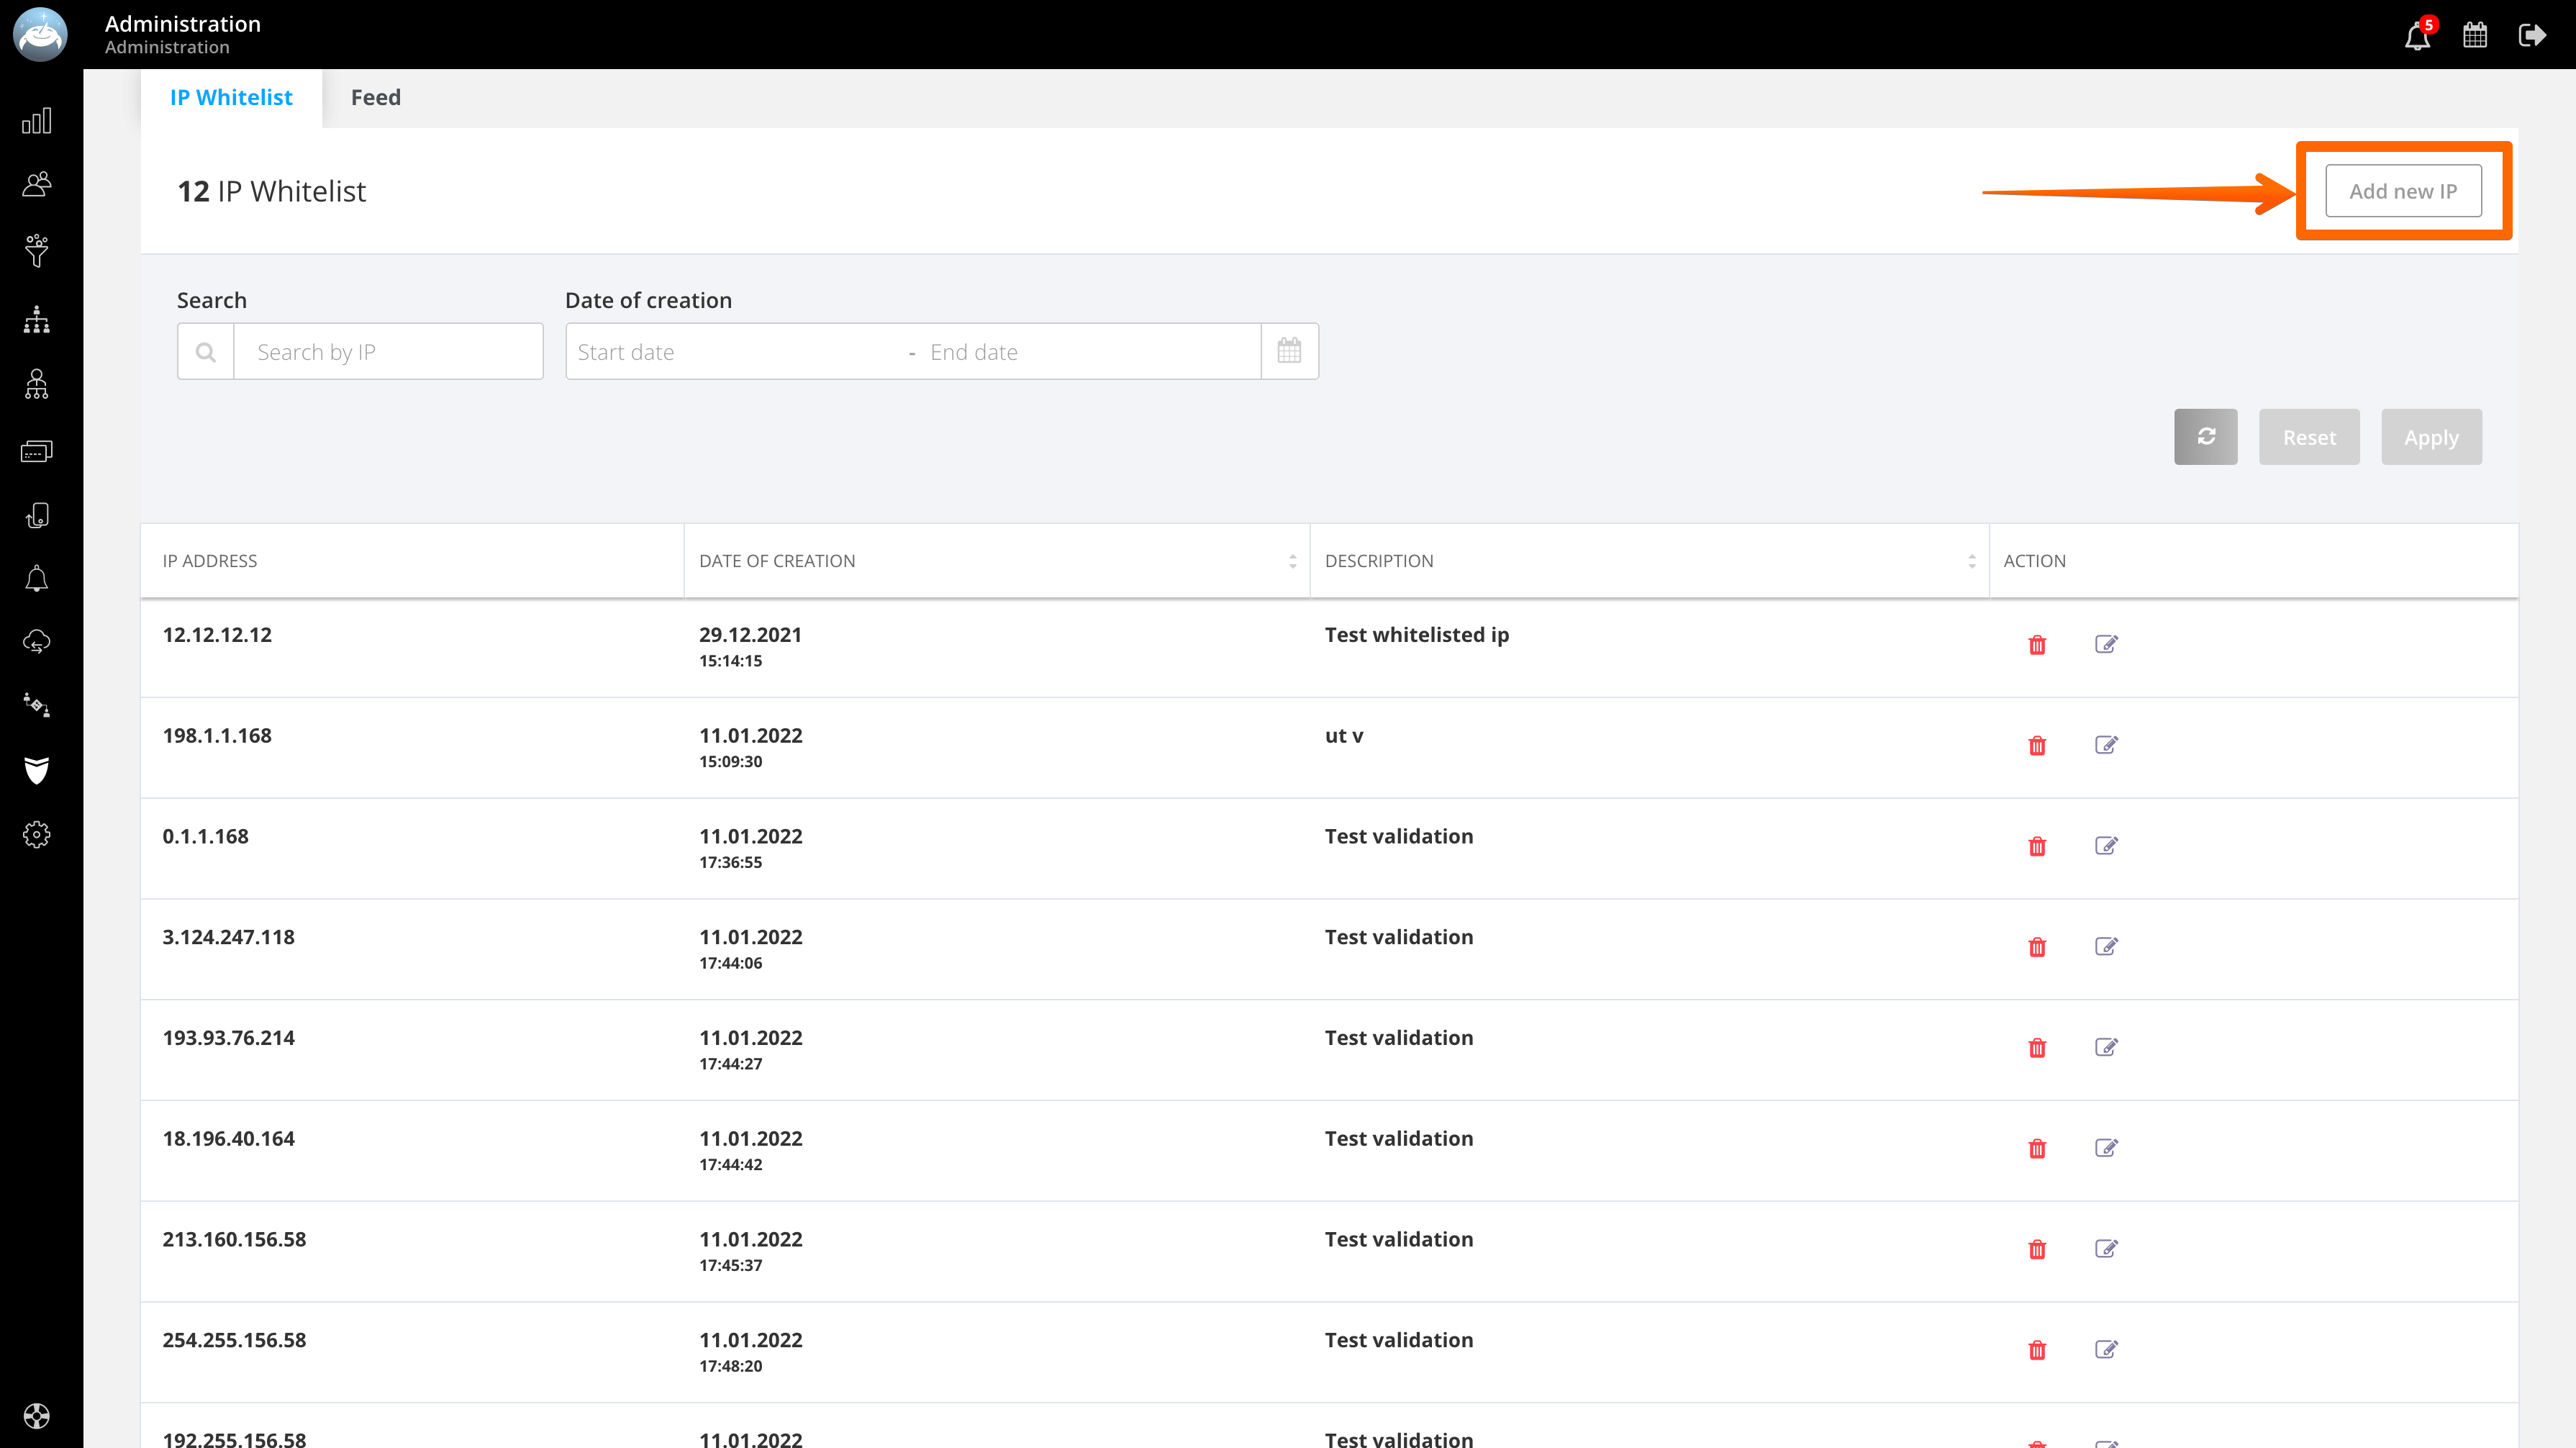 Administration
Administration
5
IP Whitelist
Feed
12 IP Whitelist
Add new IP
Search
Date of creation
Search by IP
Start date - End date
Reset
Apply
IP ADDRESS
DATE OF CREATION
DESCRIPTION
ACTION
12.12.12.12
29.12.2021
15:14:15
Test whitelisted ip
198.1.1.168
11.01.2022
15:09:30
ut v
0.1.1.168
11.01.2022
17:36:55
Test validation
3.124.247.118
11.01.2022
17:44:06
Test validation
193.93.76.214
11.01.2022
17:44:27
Test validation
18.196.40.164
11.01.2022
17:44:42
Test validation
213.160.156.58
11.01.2022
17:45:37
Test validation
254.255.156.58
11.01.2022
17:48:20
Test validation
192.255.156.58
11.01.2022
Test validation